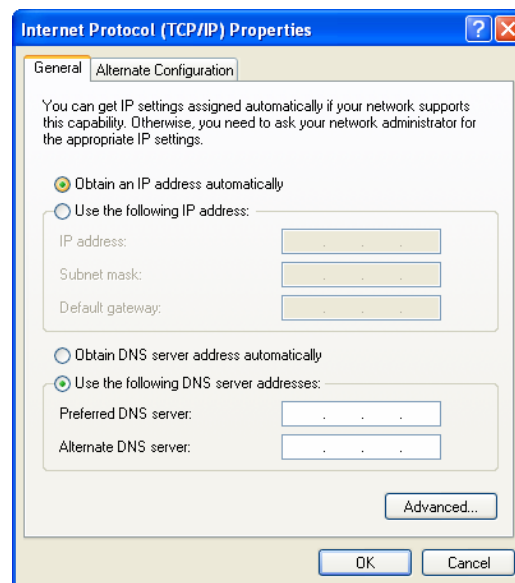 Internet Protocol (TCP/IP) Properties
General
Alternate Configuration
You can get IP settings assigned automatically if your network supports
this capability. Otherwise, you need to ask your network administrator for
the appropriate IP settings.
Obtain an IP address automatically
Use the following IP address:
IP address:
Subnet mask:
Default gateway:
Obtain DNS server address automatically
Use the following DNS server addresses:
Preferred DNS server:
Alternate DNS server:
Advanced...
OK
Cancel